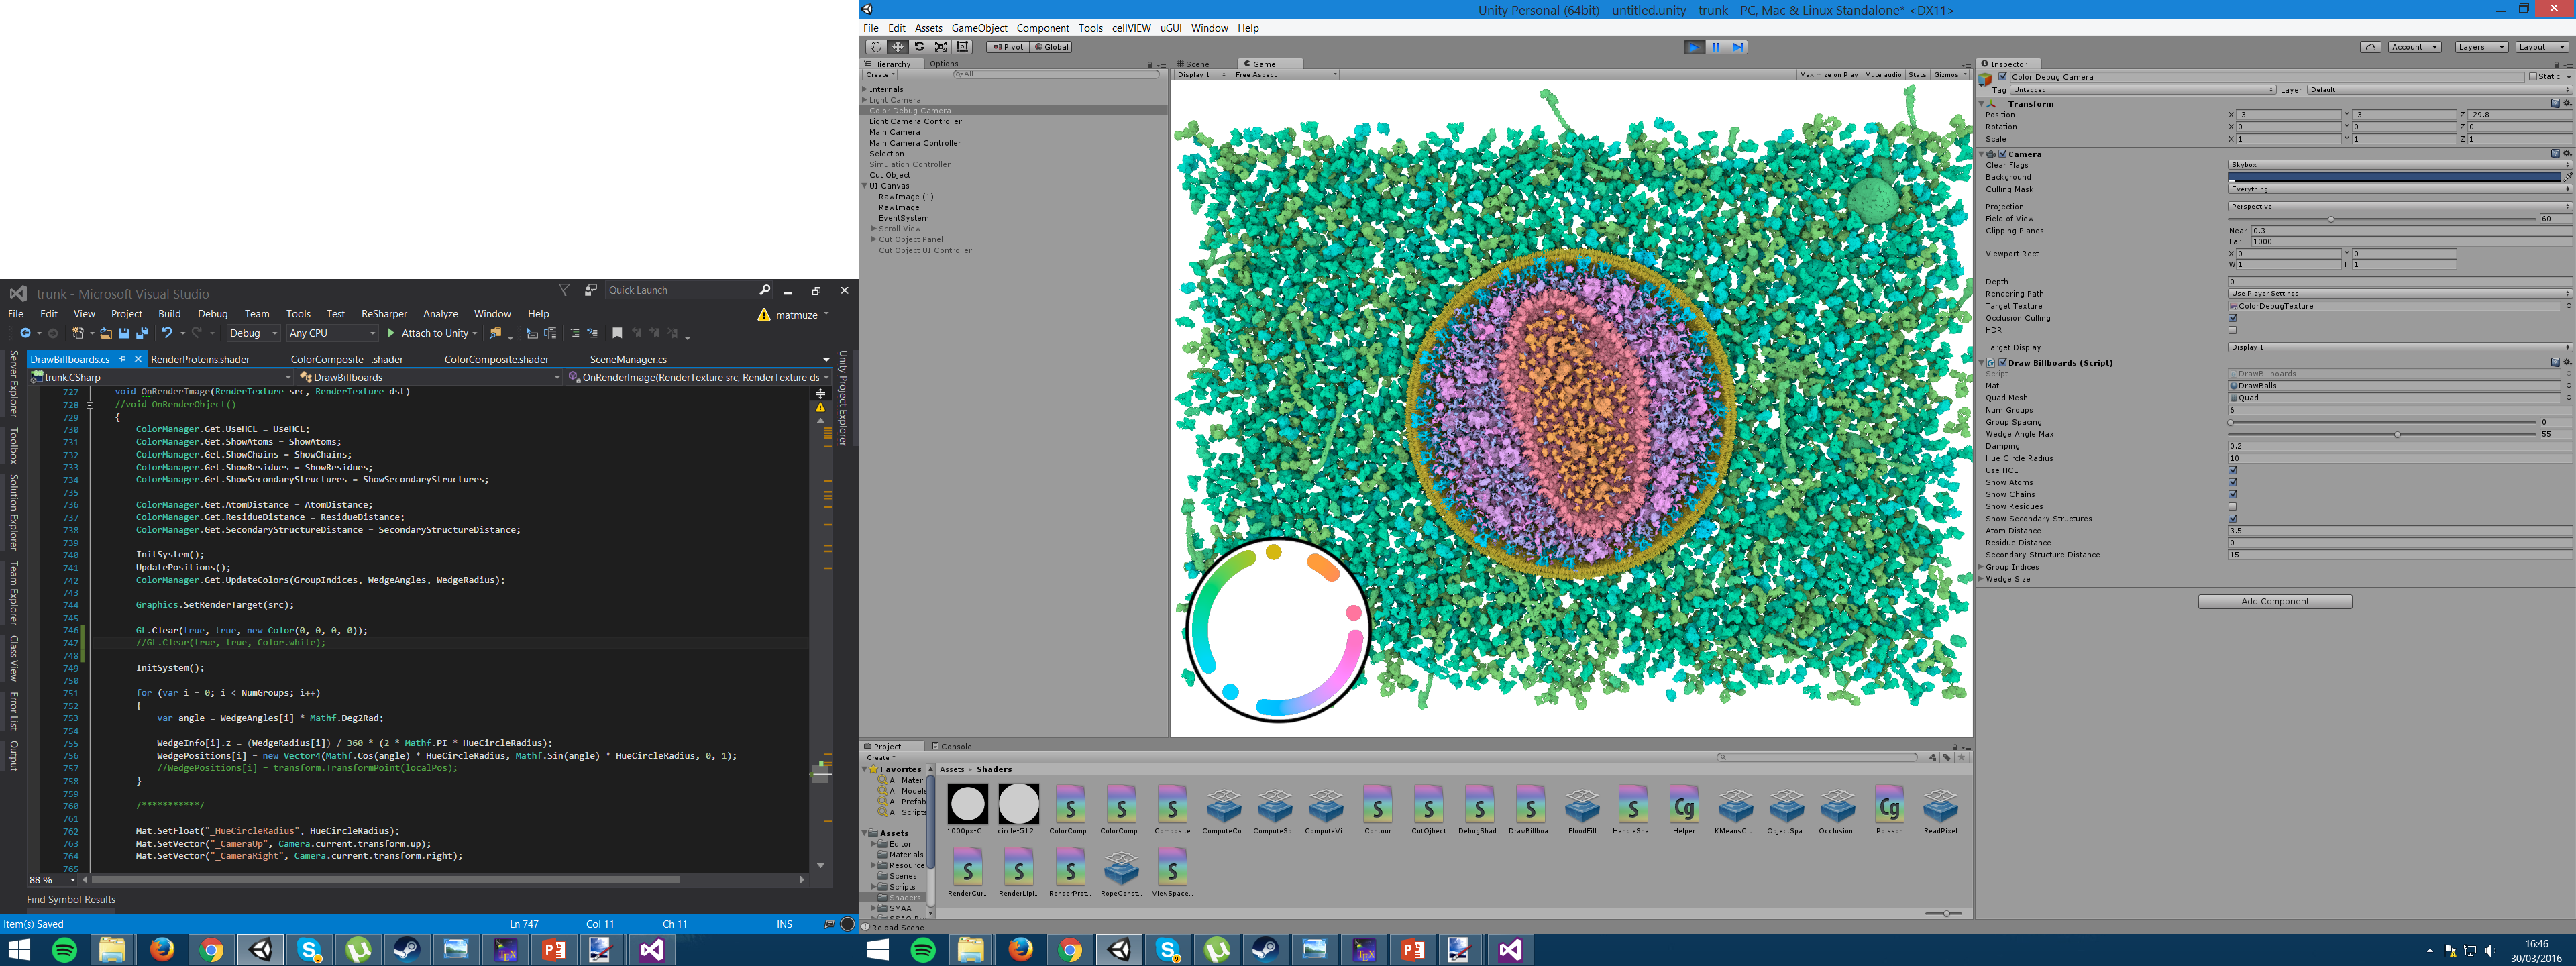 trunk - Microsoft Visual Studio
Quick Launch
File Edit View Project Build Debug Team Tools Test ReSharper Analyze Window Help
matmuze
Debug Any CPU Attach to Unity
DrawBillboards.cs RenderProteins.shader ColorComposite__.shader ColorComposite.shader SceneManager.cs
trunk.CSharp DrawBillboards OnRenderImage(RenderTexture src, RenderTexture ds
Server Explorer
Toolbox
Solution Explorer
Team Explorer
Class View
Error List
Output
Unity Project Explorer
727 void OnRenderImage(RenderTexture src, RenderTexture dst)
728 //void OnRenderObject()
729 {
730 ColorManager.Get.UseHCL = UseHCL;
731 ColorManager.Get.ShowAtoms = ShowAtoms;
732 ColorManager.Get.ShowChains = ShowChains;
733 ColorManager.Get.ShowResidues = ShowResidues;
734 ColorManager.Get.ShowSecondaryStructures = ShowSecondaryStructures;
735
736 ColorManager.Get.AtomDistance = AtomDistance;
737 ColorManager.Get.ResidueDistance = ResidueDistance;
738 ColorManager.Get.SecondaryStructureDistance = SecondaryStructureDistance;
739
740 InitSystem();
741 UpdatePositions();
742 ColorManager.Get.UpdateColors(GroupIndices, WedgeAngles, WedgeRadius);
743
744 Graphics.SetRenderTarget(src);
745
746 GL.Clear(true, true, new Color(0, 0, 0, 0));
747 //GL.Clear(true, true, Color.white);
748
749 InitSystem();
750
751 for (var i = 0; i < NumGroups; i++)
752 {
753 var angle = WedgeAngles[i] * Mathf.Deg2Rad;
754
755 WedgeInfo[i].z = (WedgeRadius[i]) / 360 * (2 * Mathf.PI * HueCircleRadius);
756 WedgePositions[i] = new Vector4(Mathf.Cos(angle) * HueCircleRadius, Mathf.Sin(angle) * HueCircleRadius, 0, 1);
757 //WedgePositions[i] = transform.TransformPoint(localPos);
758 }
759
760 /***********/
761
762 Mat.SetFloat("_HueCircleRadius", HueCircleRadius);
763 Mat.SetVector("_CameraUp", Camera.current.transform.up);
764 Mat.SetVector("_CameraRight", Camera.current.transform.right);
765
88 %
Find Symbol Results
Item(s) Saved Ln 747 Col 11 Ch 11 INS
Unity Personal (64bit) - untitled.unity - trunk - PC, Mac & Linux Standalone* <DX11>
File Edit Assets GameObject Component Tools cellVIEW uGUI Window Help
Pivot Global
Account Layers Layout
Hierarchy Options
Create All
Internals
Light Camera
Color Debug Camera
Light Camera Controller
Main Camera
Main Camera Controller
Selection
Simulation Controller
Cut Object
UI Canvas
RawImage (1)
RawImage
EventSystem
Scroll View
Cut Object Panel
Cut Object UI Controller
Scene Game
Display 1 Free Aspect Maximize on Play Mute audio Stats Gizmos
Inspector
Color Debug Camera Static
Tag Untagged Layer Default
Transform
Position X -3 Y -3 Z -29.8
Rotation X 0 Y 0 Z 0
Scale X 1 Y 1 Z 1
Camera
Clear Flags Skybox
Background
Culling Mask Everything
Projection Perspective
Field of View 60
Clipping Planes Near 0.3
Far 1000
Viewport Rect X 0 Y 0
W 1 H 1
Depth 0
Rendering Path Use Player Settings
Target Texture ColorDebugTexture
Occlusion Culling
HDR
Target Display Display 1
Draw Billboards (Script)
Script DrawBillboards
Mat DrawBalls
Quad Mesh Quad
Num Groups 6
Group Spacing 0
Wedge Angle Max 55
Damping 0.2
Hue Circle Radius 10
Use HCL
Show Atoms
Show Chains
Show Residues
Show Secondary Structures
Atom Distance 3.5
Residue Distance 0
Secondary Structure Distance 15
Group Indices
Wedge Size
Add Component
Project Console
Create
Favorites
All Materi
All Models
All Prefab
All Scripts
Assets
Editor
Materials
Resource
Scenes
Scripts
Shaders
SMAA
Assets Shaders
1000px-Ci... circle-512 ... ColorComp... ColorComp... Composite ComputeCo... ComputeSp... ComputeVi... Contour CutObject DebugShad... DrawBillboa... FloodFill HandleSha... Helper KMeansClu... ObjectSpa... Occlusion... Poisson ReadPixel
RenderCur... RenderLipi... RenderProt... RopeConst... ViewSpace...
Reload Scene
16:46
30/03/2016